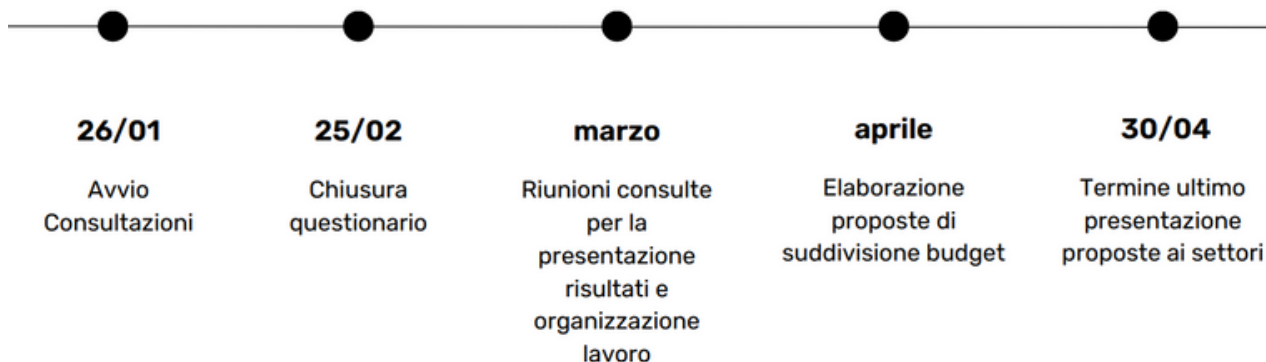 26/01
Avvio
Consultazioni
25/02
Chiusura
questionario
marzo
Riunioni consulte
per la
presentazione
risultati e
organizzazione
lavoro
aprile
Elaborazione
proposte di
suddivisione budget
30/04
Termine ultimo
presentazione
proposte ai settori